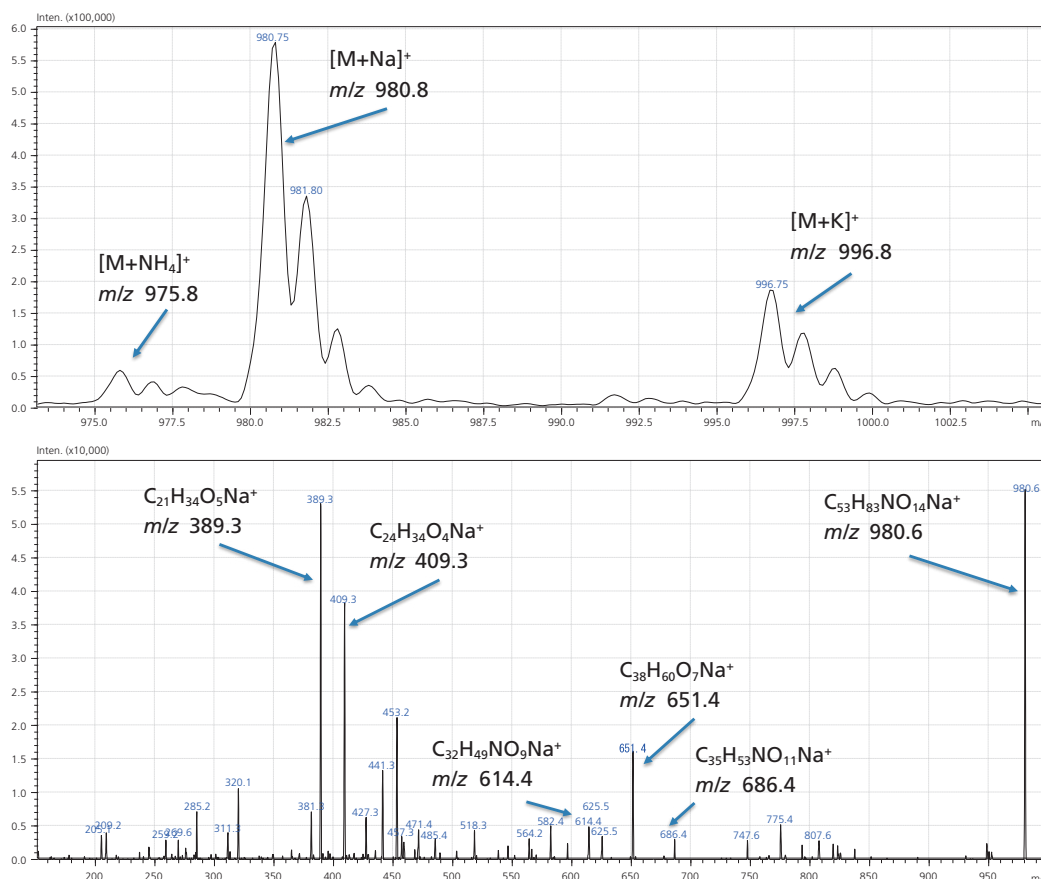 Inten. (x100,000)
6.0
5.5
5.0
4.5
4.0
3.5
3.0
2.5
2.0
1.5
1.0
0.5
0.0
980.75
[M+Na]⁺
m/z 980.8
981.80
[M+NH₄]⁺
m/z 975.8
[M+K]⁺
m/z 996.8
996.75
975.0 977.5 980.0 982.5 985.0 987.5 990.0 992.5 995.0 997.5 1000.0 1002.5
Inten. (x10,000)
5.5
5.0
4.5
4.0
3.5
3.0
2.5
2.0
1.5
1.0
0.5
0.0
C₂₁H₃₄O₅Na⁺
m/z 389.3
389.3
C₂₄H₃₄O₄Na⁺
m/z 409.3
409.3
C₅₃H₈₃NO₁₄Na⁺
m/z 980.6
980.6
453.2
C₃₈H₆₀O₇Na⁺
m/z 651.4
651.4
C₃₂H₄₉NO₉Na⁺
m/z 614.4
C₃₅H₅₃NO₁₁Na⁺
m/z 686.4
441.3
320.1
285.2
381.3
427.3
625.5
209.2
311.3
457.3
471.4
485.4
518.3
564.2
582.4
614.4
625.5
686.4
747.6
775.4
807.6
200 250 300 350 400 450 500 550 600 650 700 750 800 850 900 950